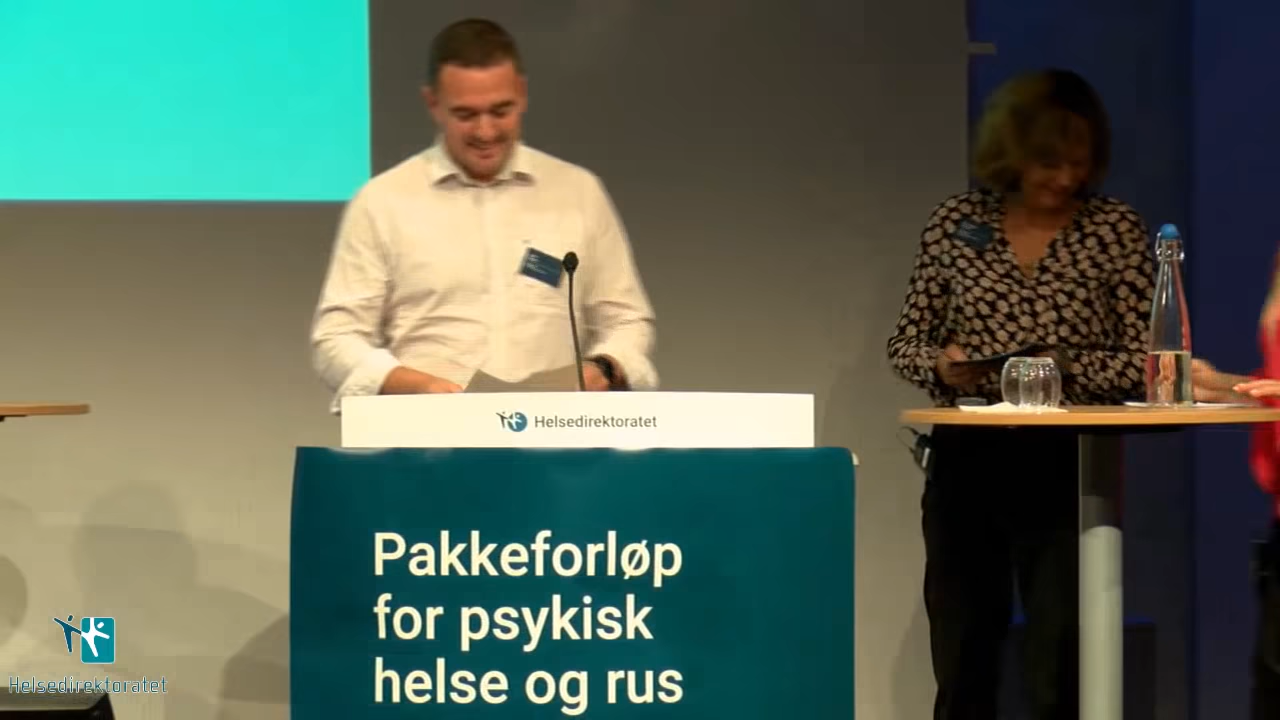 Helsedirektoratet
Pakkeforløp
for psykisk
helse og rus
Helsedirektoratet